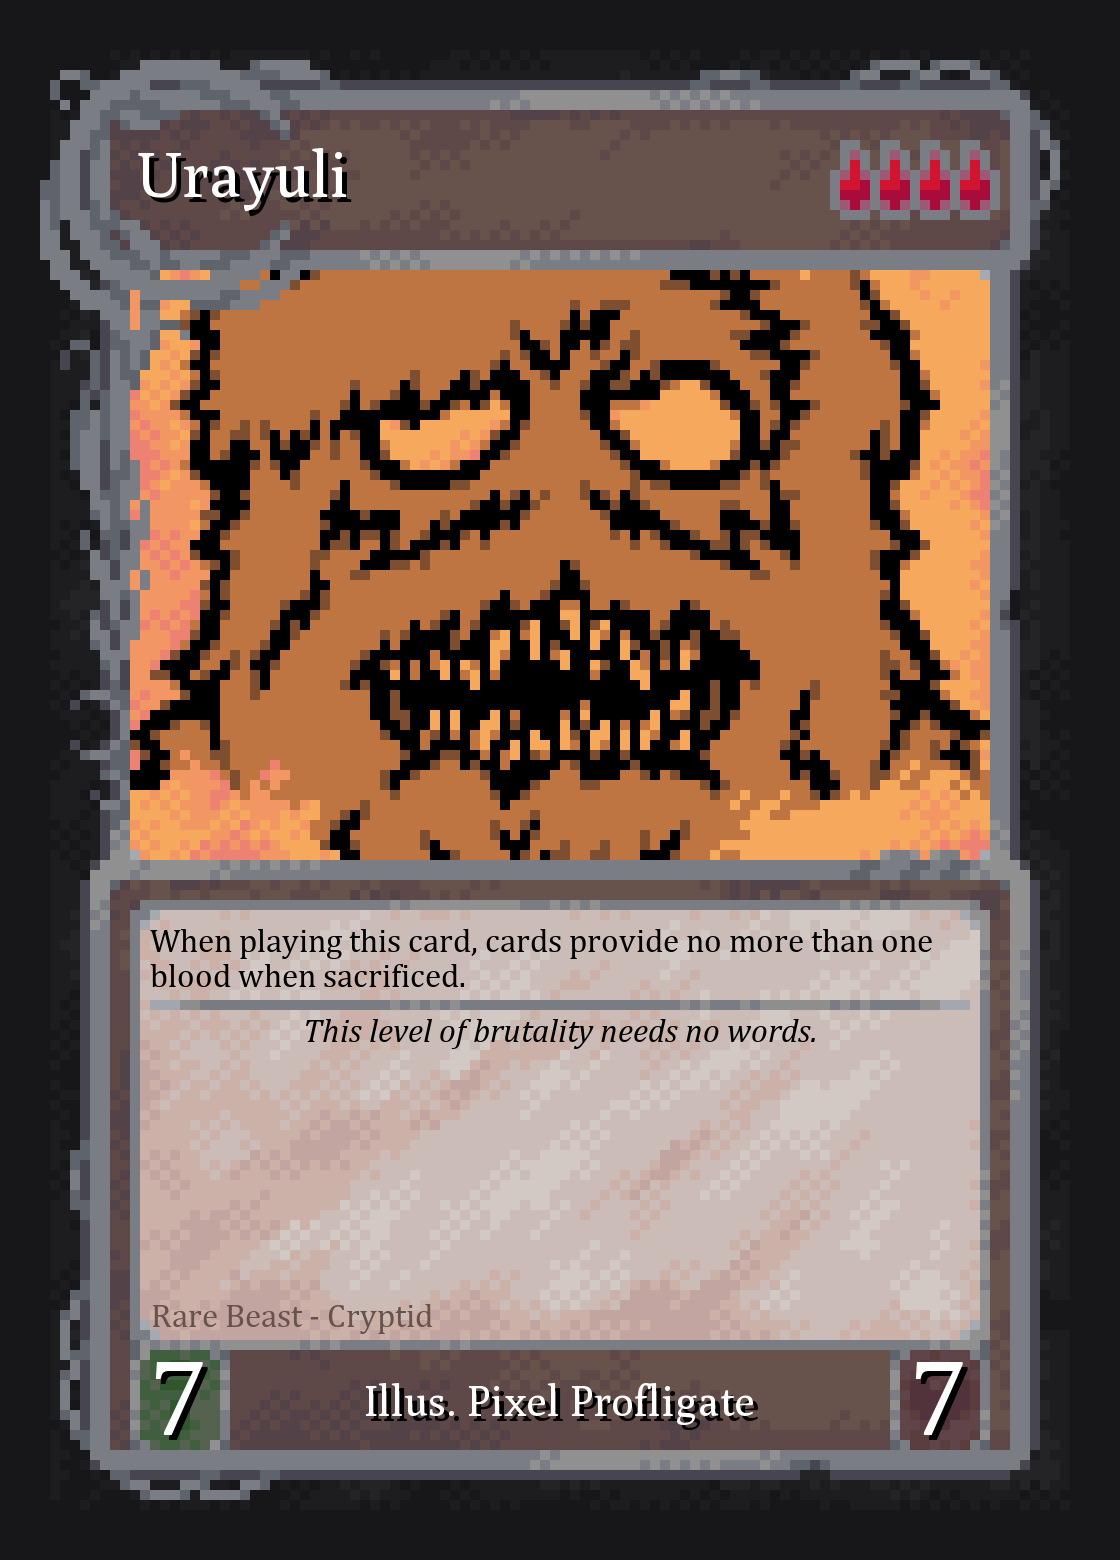 Urayuli
When playing this card, cards provide no more than one
blood when sacrificed.
This level of brutality needs no words.
Rare Beast - Cryptid
7
Illus. Pixel Profligate
7